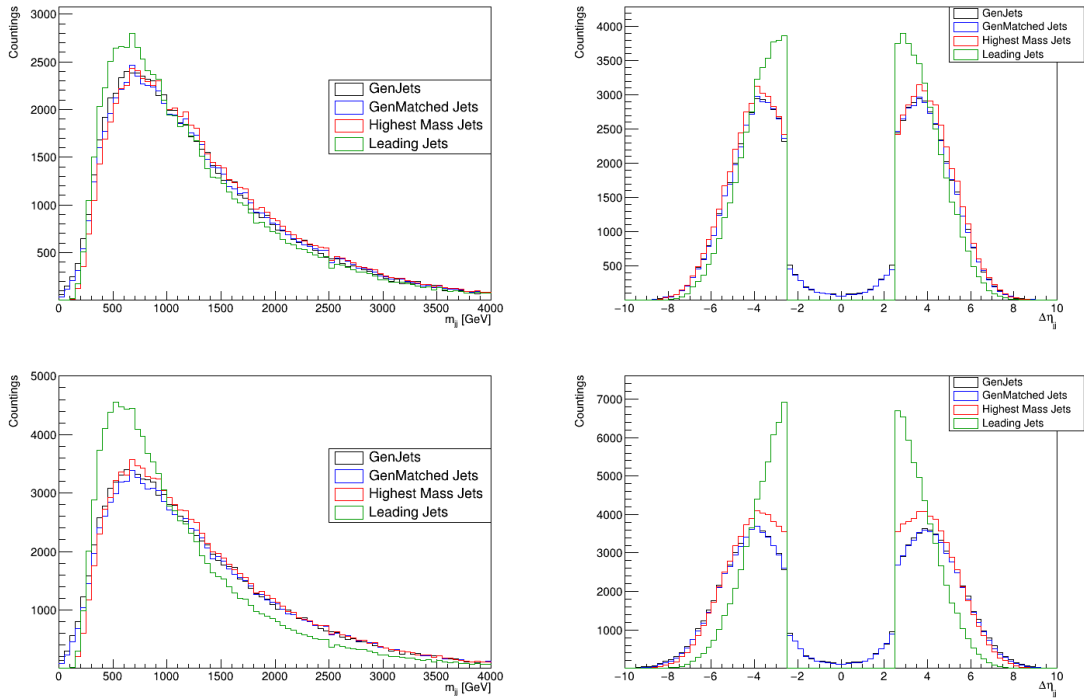 Countings
3000
2500
2000
1500
1000
500
GenJets
GenMatched Jets
Highest Mass Jets
Leading Jets
0 500 1000 1500 2000 2500 3000 3500 4000
m_jj [GeV]
Countings
4000
3500
3000
2500
2000
1500
1000
500
GenJets
GenMatched Jets
Highest Mass Jets
Leading Jets
−10 −8 −6 −4 −2 0 2 4 6 8 10
Δη_jj
Countings
5000
4000
3000
2000
1000
GenJets
GenMatched Jets
Highest Mass Jets
Leading Jets
0 500 1000 1500 2000 2500 3000 3500 4000
m_jj [GeV]
Countings
7000
6000
5000
4000
3000
2000
1000
GenJets
GenMatched Jets
Highest Mass Jets
Leading Jets
−10 −8 −6 −4 −2 0 2 4 6 8 10
Δη_jj